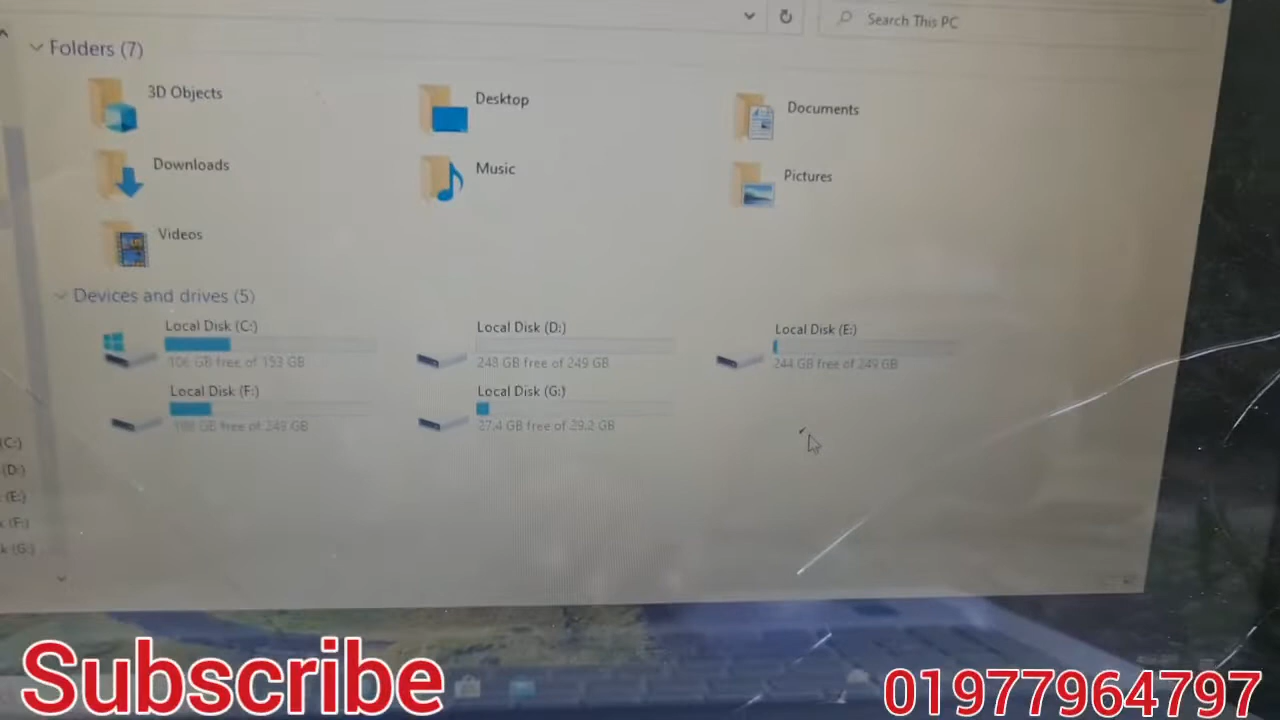 Search This PC
Folders (7)
3D Objects
Desktop
Documents
Downloads
Music
Pictures
Videos
Devices and drives (5)
Local Disk (C:)
106 GB free of 153 GB
Local Disk (D:)
248 GB free of 249 GB
Local Disk (E:)
244 GB free of 249 GB
Local Disk (F:)
GB free of 249 GB
Local Disk (G:)
27.4 GB free of 29.2 GB
(C:)
(D:)
(E:)
(F:)
(G:)
Subscribe
01977964797